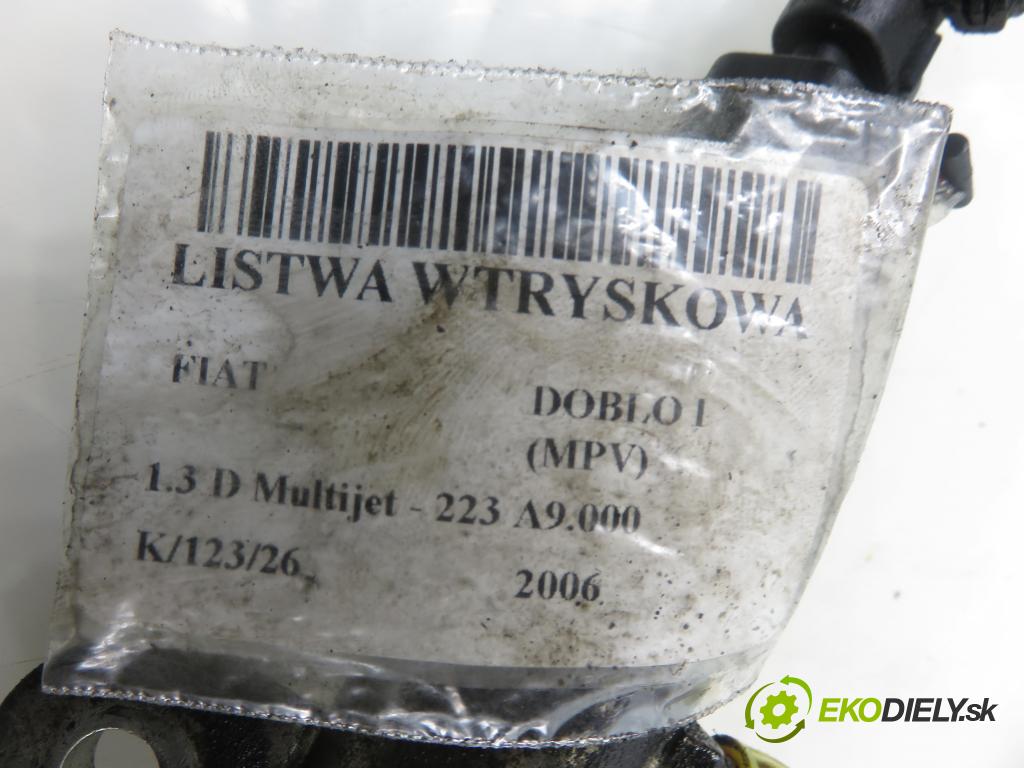 LISTWA WTRYSKOWA
FIAT
DOBLO I
(MPV)
1.3 D Multijet - 223 A9.000
K/123/26
2006
EKODIELY.sk